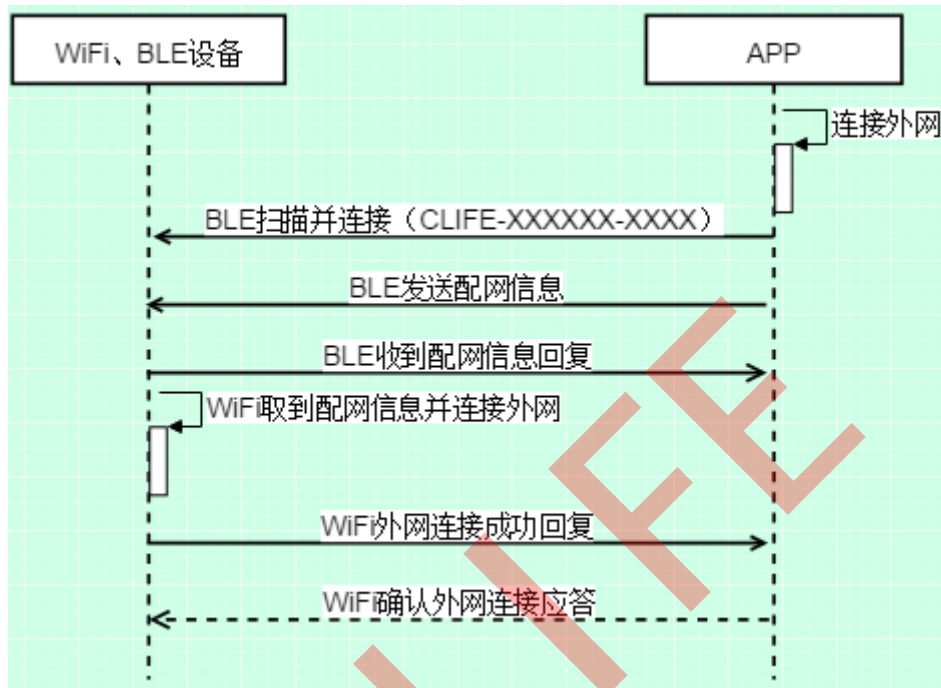 WiFi、BLE设备
APP
连接外网
BLE扫描并连接（CLIFE-XXXXXX-XXXX）
BLE发送配网信息
BLE收到配网信息回复
WiFi取到配网信息并连接外网
WiFi外网连接成功回复
WiFi确认外网连接应答
LIFE